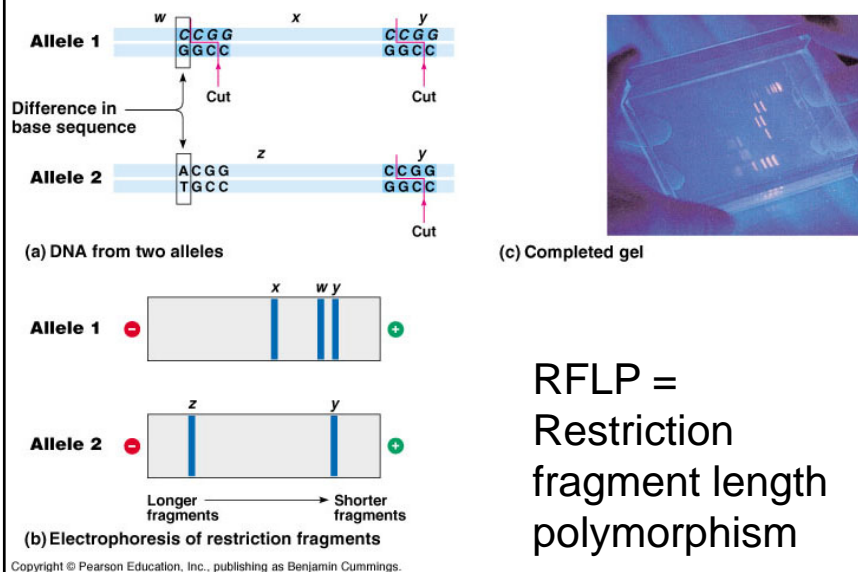 w x y
Allele 1 CCGG CCGG
GGCC GGCC
Cut Cut
Difference in
base sequence
z y
Allele 2 ACGG CCGG
TGCC GGCC
Cut
(a) DNA from two alleles
(c) Completed gel
x w y
Allele 1 − +
z y
Allele 2 − +
Longer Shorter
fragments fragments
(b) Electrophoresis of restriction fragments
Copyright © Pearson Education, Inc., publishing as Benjamin Cummings.
RFLP =
Restriction
fragment length
polymorphism